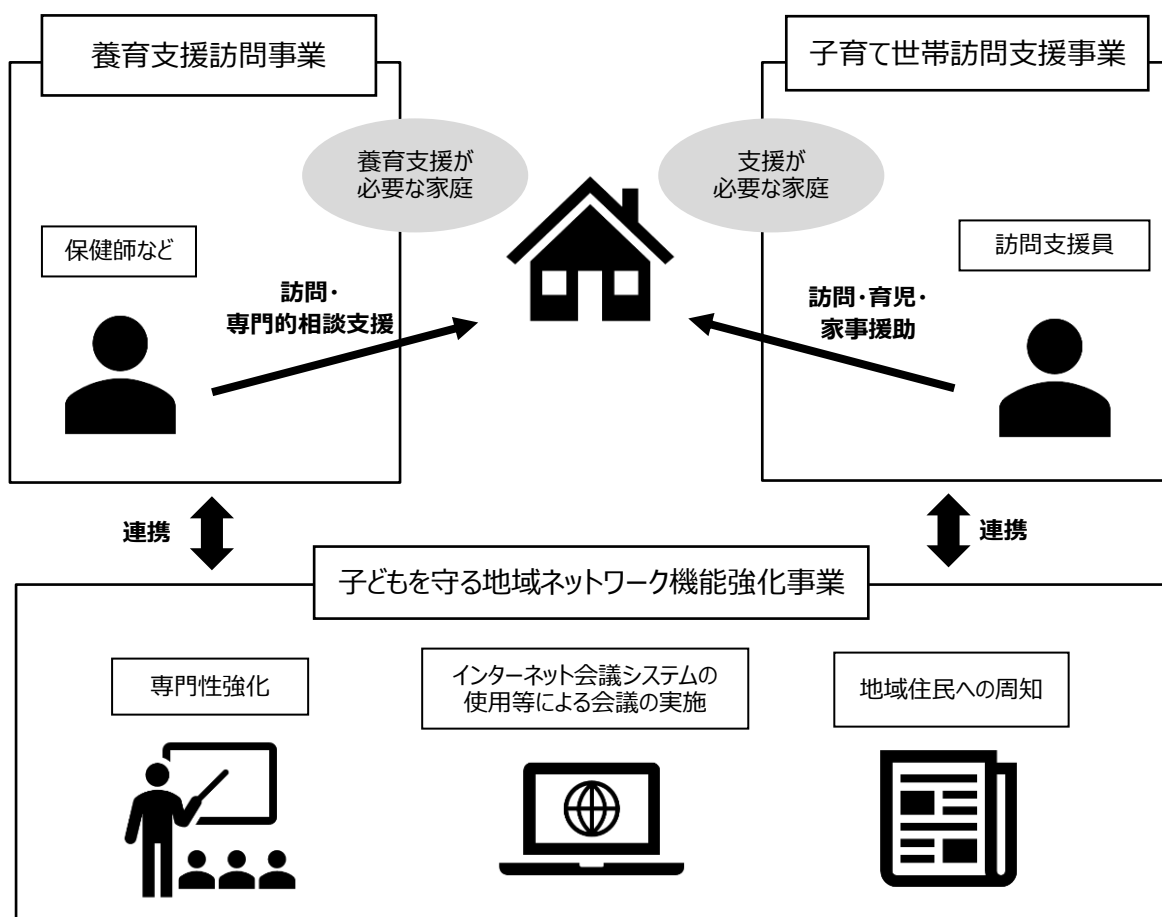 養育支援訪問事業
子育て世帯訪問支援事業
養育支援が
必要な家庭
支援が
必要な家庭
保健師など
訪問支援員
訪問・
専門的相談支援
訪問・育児・
家事援助
連携
連携
子どもを守る地域ネットワーク機能強化事業
専門性強化
インターネット会議システムの
使用等による会議の実施
地域住民への周知